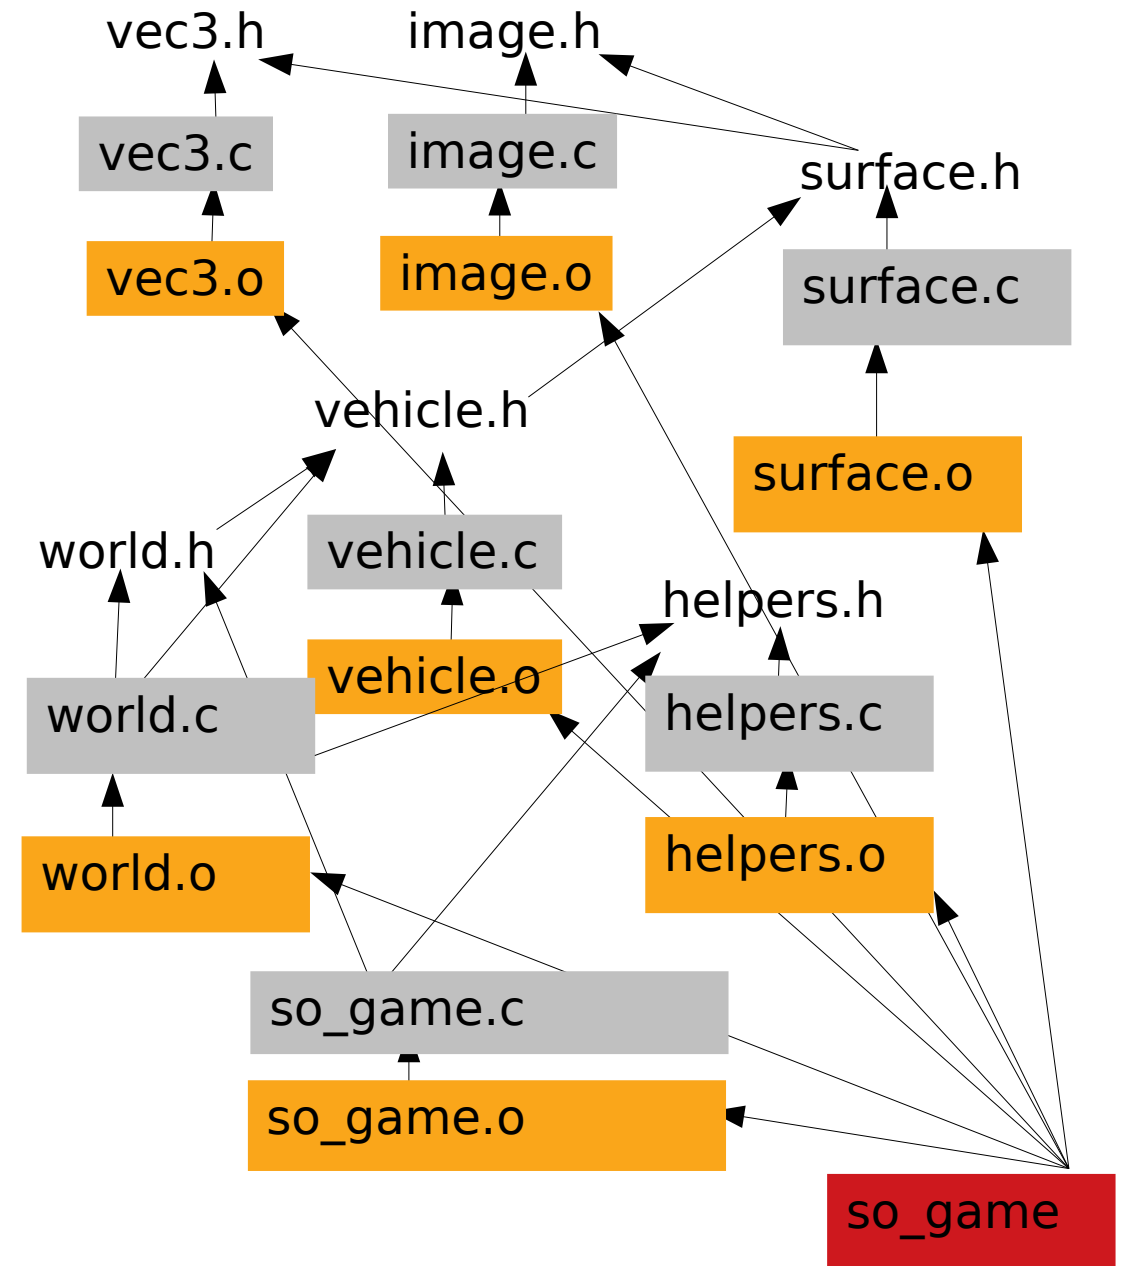 vec3.h
image.h
vec3.c
image.c
surface.h
vec3.o
image.o
surface.c
vehicle.h
surface.o
world.h
vehicle.c
helpers.h
vehicle.o
world.c
helpers.c
world.o
helpers.o
so_game.c
so_game.o
so_game